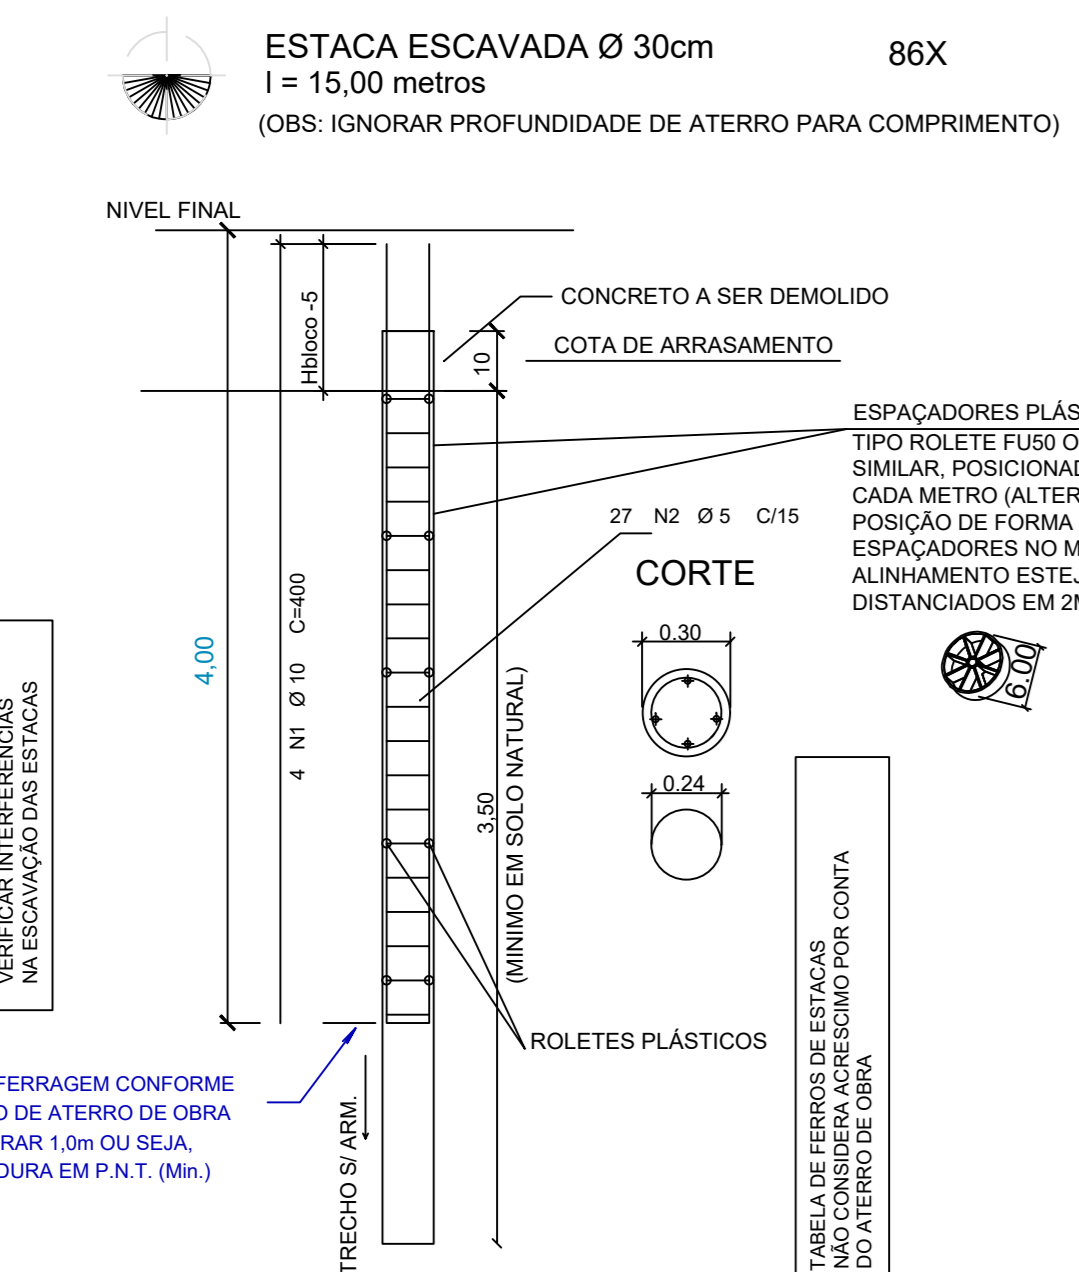 ESTACA ESCAVADA Ø 30cm
86X
l = 15,00 metros
(OBS: IGNORAR PROFUNDIDADE DE ATERRO PARA COMPRIMENTO)
NIVEL FINAL
Hbloco -5
CONCRETO A SER DEMOLIDO
10
COTA DE ARRASAMENTO
ESPAÇADORES PLÁS
TIPO ROLETE FU50 O
SIMILAR, POSICIONAD
CADA METRO (ALTER
POSIÇÃO DE FORMA
ESPAÇADORES NO M
ALINHAMENTO ESTEJ
DISTANCIADOS EM 2M
27 N2 Ø 5 C/15
CORTE
0.30
6.00
0.24
4,00
4 N1 Ø 10 C=400
3,50
(MINIMO EM SOLO NATURAL)
VERIFICAR INTERFERENCIAS
NA ESCAVAÇÃO DAS ESTACAS
ROLETES PLÁSTICOS
FERRAGEM CONFORME
O DE ATERRO DE OBRA
RAR 1,0m OU SEJA,
DURA EM P.N.T. (Min.)
TRECHO S/ ARM.
TABELA DE FERROS DE ESTACAS
NÃO CONSIDERA ACRESCIMO POR CONTA
DO ATERRO DE OBRA